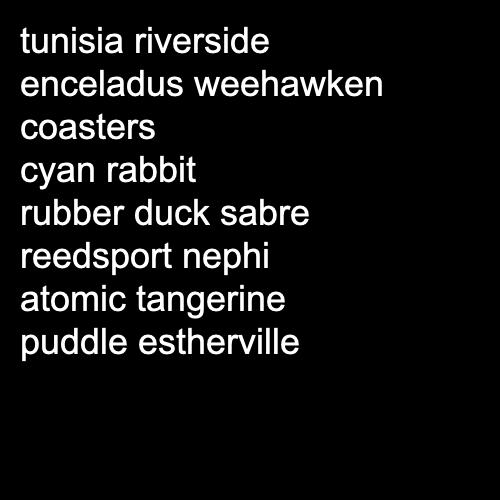 tunisia riverside
enceladus weehawken
coasters
cyan rabbit
rubber duck sabre
reedsport nephi
atomic tangerine
puddle estherville